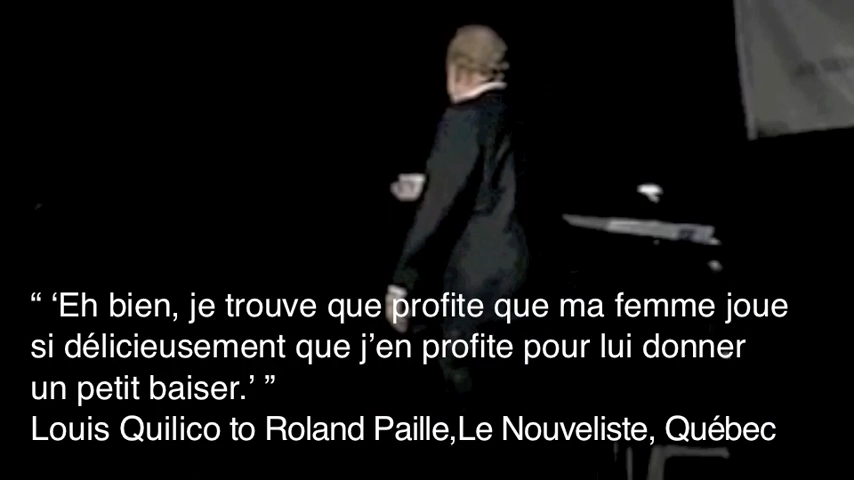 “ ‘Eh bien, je trouve que profite que ma femme joue
si délicieusement que j’en profite pour lui donner
un petit baiser.’ ”
Louis Quilico to Roland Paille,Le Nouveliste, Québec